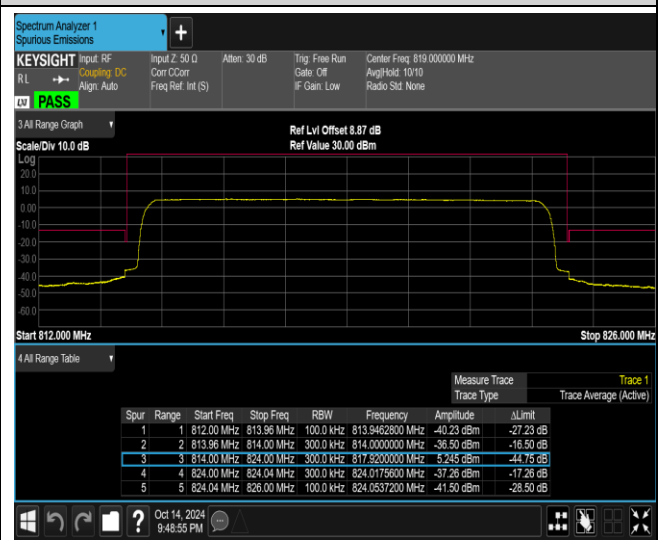 Spectrum Analyzer 1
Spurious Emissions
+
KEYSIGHT Input: RF Input Z: 50 Ω Atten: 30 dB Trig: Free Run Center Freq: 819.000000 MHz
Coupling: DC Corr CCorr Gate: Off Avg|Hold: 10/10
RL Align: Auto Freq Ref: Int (S) IF Gain: Low Radio Std: None
LXI PASS
3 All Range Graph
Ref Lvl Offset 8.87 dB
Scale/Div 10.0 dB Ref Value 30.00 dBm
Log
20.0
10.0
0.00
-10.0
-20.0
-30.0
-40.0
-50.0
-60.0
Start 812.000 MHz Stop 826.000 MHz
4 All Range Table
Measure Trace Trace 1
Trace Type Trace Average (Active)
Spur Range Start Freq Stop Freq RBW Frequency Amplitude ΔLimit
1 1 812.00 MHz 813.96 MHz 100.0 kHz 813.9462800 MHz -40.23 dBm -27.23 dB
2 2 813.96 MHz 814.00 MHz 300.0 kHz 814.0000000 MHz -36.50 dBm -16.50 dB
3 3 814.00 MHz 824.00 MHz 300.0 kHz 817.9200000 MHz 5.245 dBm -44.75 dB
4 4 824.00 MHz 824.04 MHz 300.0 kHz 824.0175600 MHz -37.26 dBm -17.26 dB
5 5 824.04 MHz 826.00 MHz 100.0 kHz 824.0537200 MHz -41.50 dBm -28.50 dB
? Oct 14, 2024
9:48:55 PM